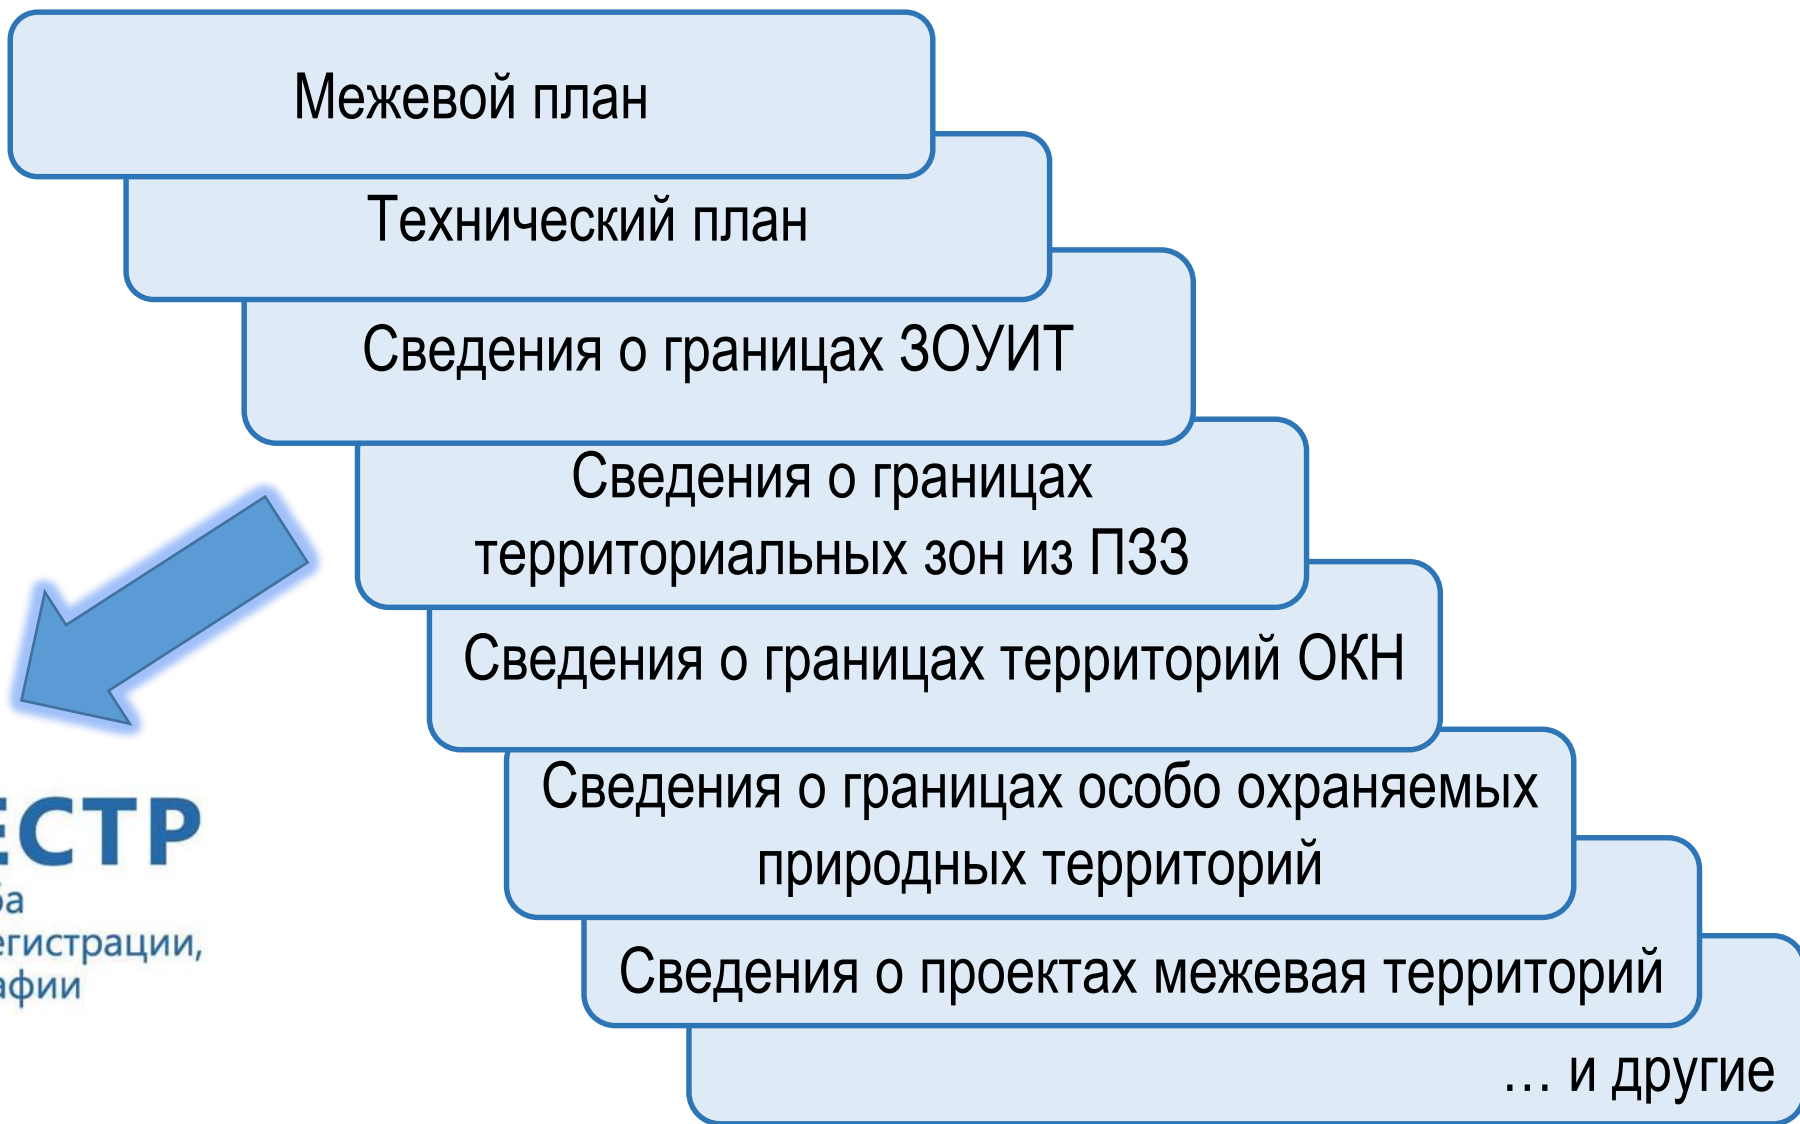 Межевой план
Технический план
Сведения о границах ЗОУИТ
Сведения о границах
территориальных зон из ПЗЗ
Сведения о границах территорий ОКН
Сведения о границах особо охраняемых
природных территорий
Сведения о проектах межевая территорий
… и другие
ЕСТР
ба
егистрации,
афии